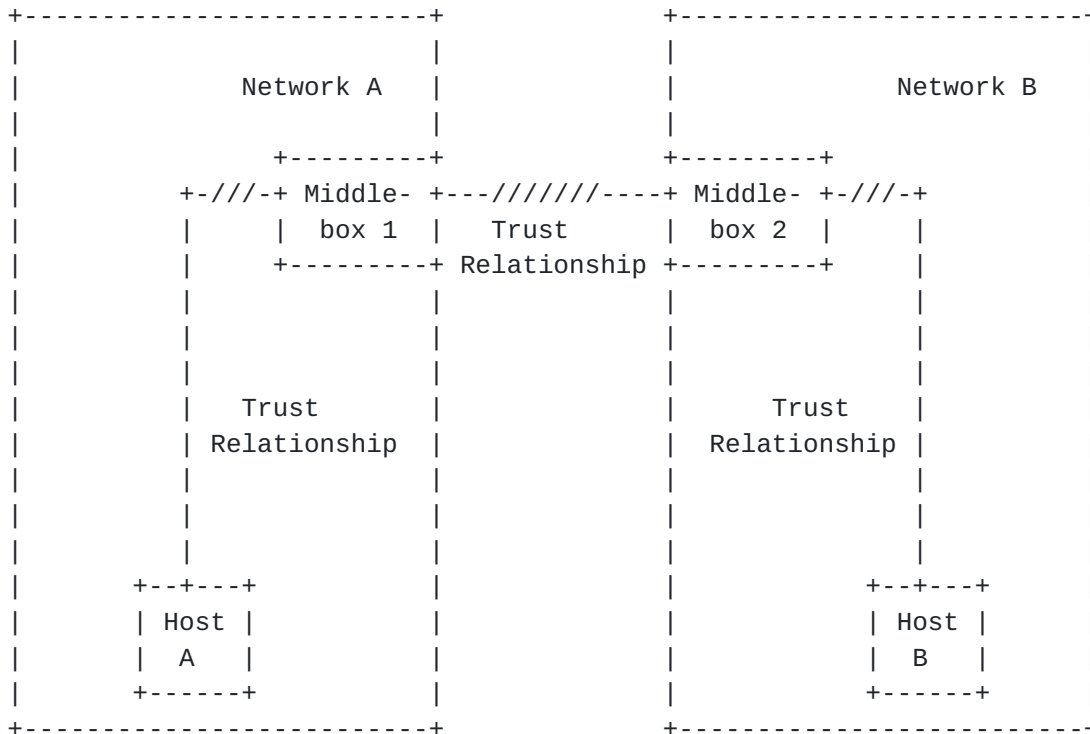 Network A Network B
Middle- Middle-
box 1 Trust box 2
Relationship
Trust Trust
Relationship Relationship
Host Host
A B